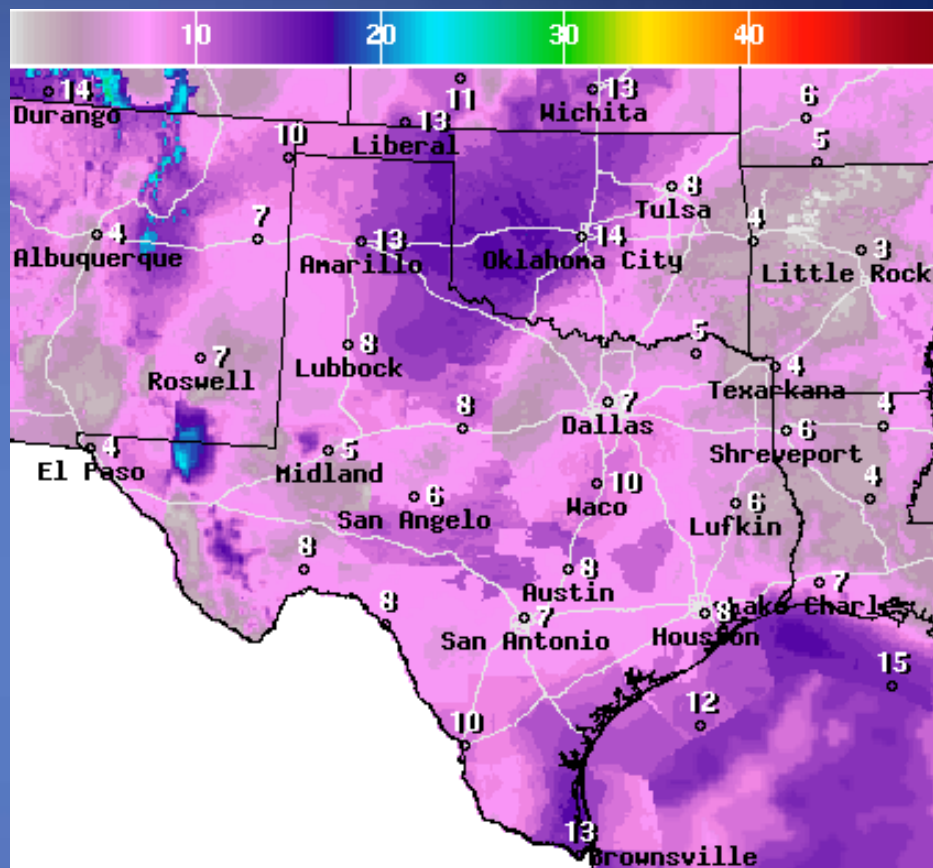 10 20 30 40
14 11 13 6
Durango Wichita
13
Liberal
10 5
8
Tulsa
4 7 13 14 4 3
Albuquerque Amarillo Oklahoma City Little Rock
7 8 5 4
Roswell Lubbock Texarkana
8 7 4
Dallas
4 5 6
El Paso Midland Shreveport
6 10 6 4
San Angelo Waco Lufkin
8 8 7
Austin
8 7 8 Lake Charles
San Antonio Houston
15
12
10
13
Brownsville